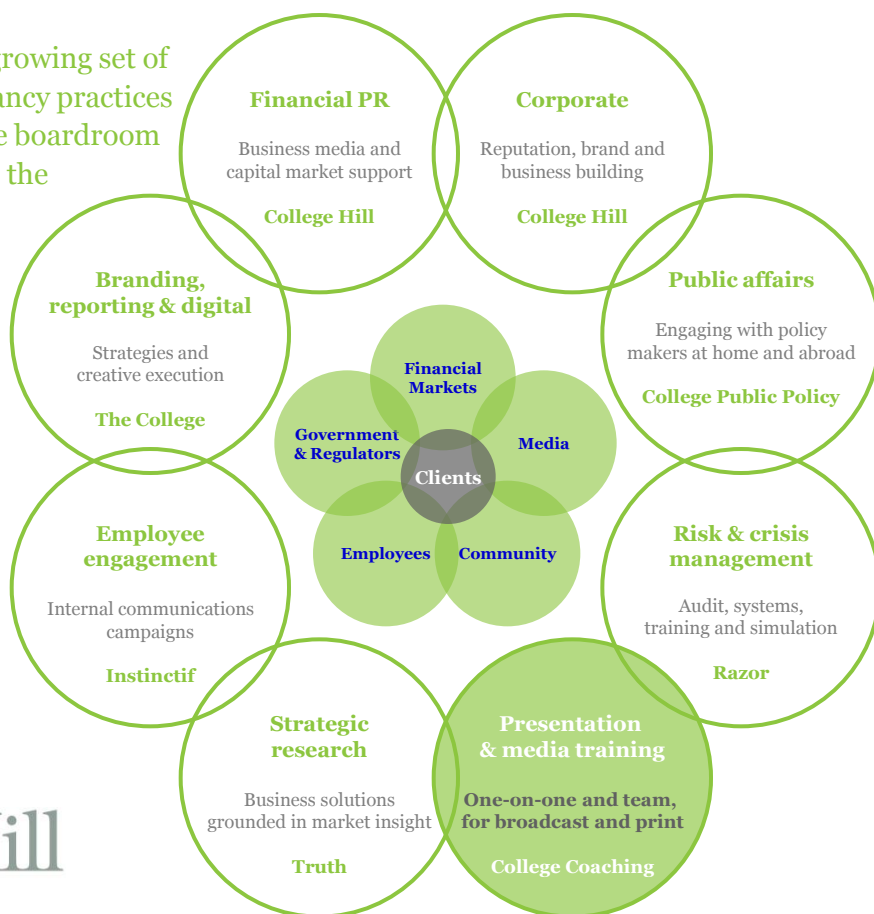 growing set of
ancy practices
e boardroom
the
Financial PR
Business media and
capital market support
College Hill
Corporate
Reputation, brand and
business building
College Hill
Branding,
reporting & digital
Strategies and
creative execution
The College
Public affairs
Engaging with policy
makers at home and abroad
College Public Policy
Financial
Markets
Government
& Regulators
Media
Clients
Employees
Community
Employee
engagement
Internal communications
campaigns
Instinctif
Risk & crisis
management
Audit, systems,
training and simulation
Razor
Strategic
research
Business solutions
grounded in market insight
Truth
Presentation
& media training
One-on-one and team,
for broadcast and print
College Coaching
ill